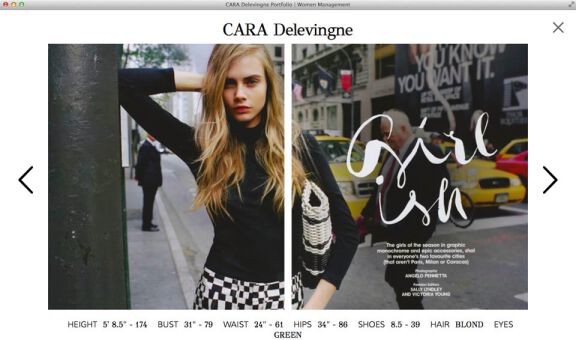 CARA Delevingne Portfolio | Women Management
CARA Delevingne
YOU KNOW
YOU WANT IT.
Girl
ish
The girls of the season in graphic
monochrome and epic accessories, shot
in everyone's two favourite cities
(that aren't Paris, Milan or Caracas)
Photography
ANGELO PENNETTA
Fashion Editors
SALLY LYNDLEY
AND VICTORIA YOUNG
HEIGHT 5' 8.5" - 174 BUST 31" - 79 WAIST 24" - 61 HIPS 34" - 86 SHOES 8.5 - 39 HAIR BLOND EYES
GREEN